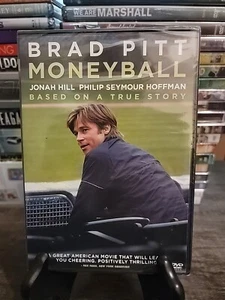 WE ARE MARSHALL
BRAD PITT
MONEYBALL
JONAH HILL PHILIP SEYMOUR HOFFMAN
BASED ON A TRUE STORY
GREAT AMERICAN MOVIE THAT WILL
YOU CHEERING. POSITIVELY THRILLING
DVD